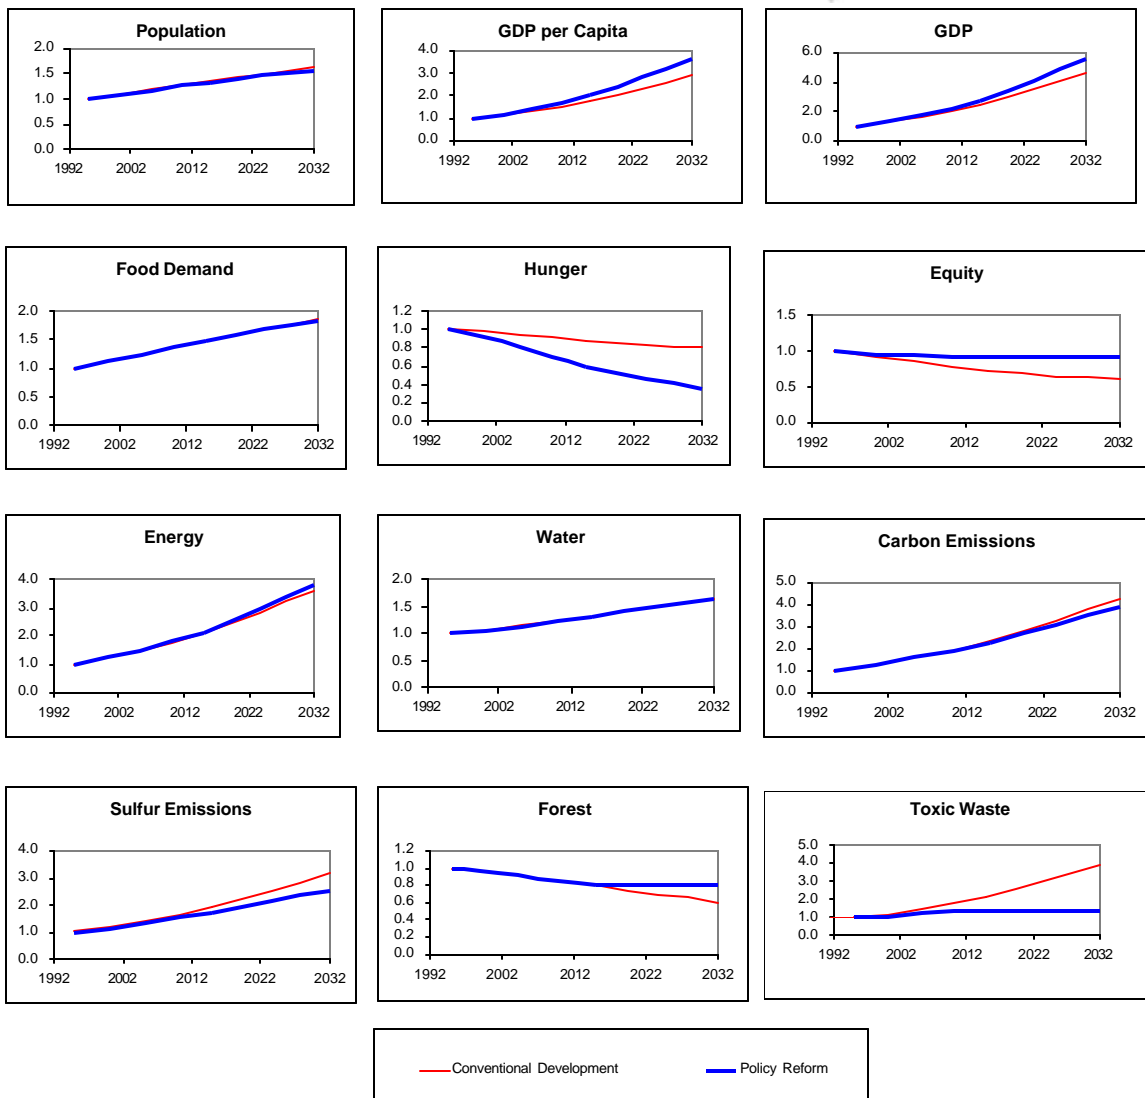 Population
2.0
1.5
1.0
0.5
0.0
1992 2002 2012 2022 2032
GDP per Capita
4.0
3.0
2.0
1.0
0.0
1992 2002 2012 2022 2032
GDP
6.0
4.0
2.0
0.0
1992 2002 2012 2022 2032
Food Demand
2.0
1.5
1.0
0.5
0.0
1992 2002 2012 2022 2032
Hunger
1.2
1.0
0.8
0.6
0.4
0.2
0.0
1992 2002 2012 2022 2032
Equity
1.5
1.0
0.5
0.0
1992 2002 2012 2022 2032
Energy
4.0
3.0
2.0
1.0
0.0
1992 2002 2012 2022 2032
Water
2.0
1.5
1.0
0.5
0.0
1992 2002 2012 2022 2032
Carbon Emissions
5.0
4.0
3.0
2.0
1.0
0.0
1992 2002 2012 2022 2032
Sulfur Emissions
4.0
3.0
2.0
1.0
0.0
1992 2002 2012 2022 2032
Forest
1.2
1.0
0.8
0.6
0.4
0.2
0.0
1992 2002 2012 2022 2032
Toxic Waste
5.0
4.0
3.0
2.0
1.0
0.0
1992 2002 2012 2022 2032
Conventional Development Policy Reform